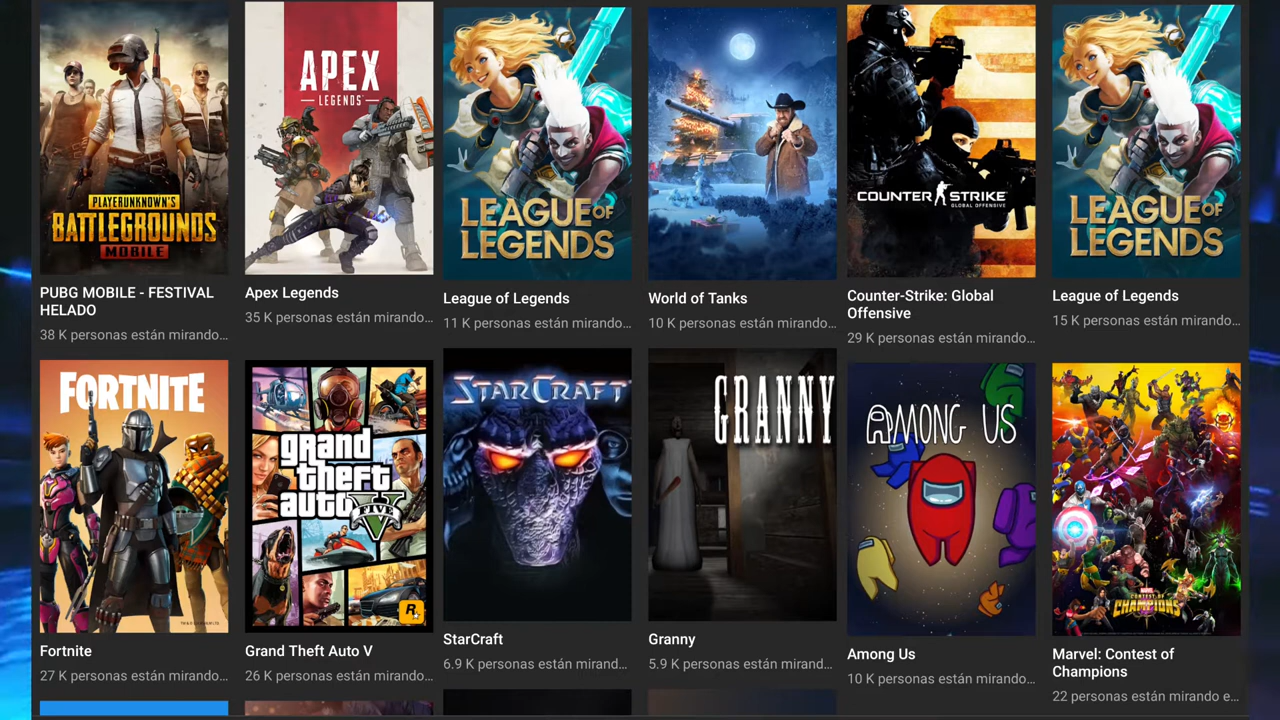 PLAYERUNKNOWN'S
BATTLEGROUNDS
MOBILE
PUBG MOBILE - FESTIVAL
HELADO
38 K personas están mirando...
APEX
LEGENDS
Apex Legends
35 K personas están mirando...
LEAGUE OF
LEGENDS
League of Legends
11 K personas están mirando...
World of Tanks
10 K personas están mirando...
COUNTER STRIKE
GLOBAL OFFENSIVE
Counter-Strike: Global
Offensive
29 K personas están mirando...
LEAGUE OF
LEGENDS
League of Legends
15 K personas están mirando...
FORTNITE
Fortnite
27 K personas están mirando...
grand
theft
auto
V
FIVE
R
Grand Theft Auto V
26 K personas están mirando...
STARCRAFT
StarCraft
6.9 K personas están mirand...
GRANNY
Granny
5.9 K personas están mirand...
AMONG US
Among Us
10 K personas están mirando...
MARVEL
CONTEST OF
CHAMPIONS
Marvel: Contest of
Champions
22 personas están mirando e...